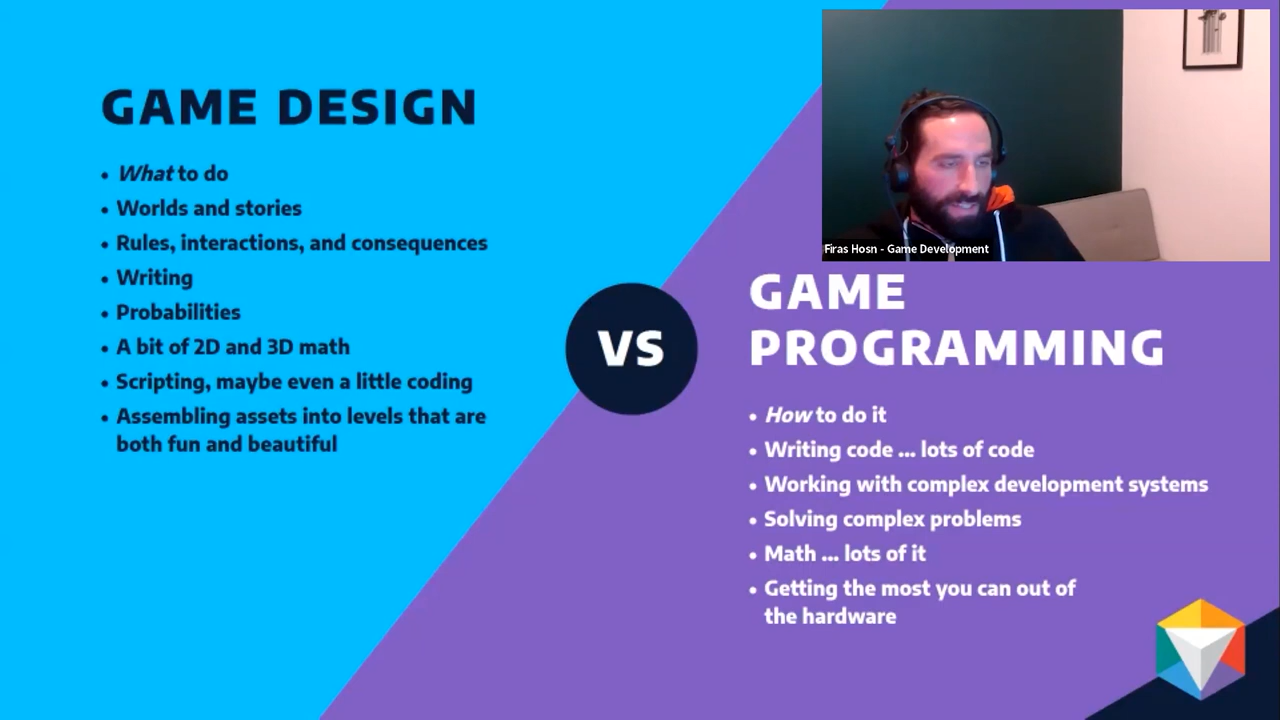 GAME DESIGN
• What to do
• Worlds and stories
• Rules, interactions, and consequences
• Writing
• Probabilities
• A bit of 2D and 3D math
• Scripting, maybe even a little coding
• Assembling assets into levels that are
both fun and beautiful
VS
Firas Hosn - Game Development
GAME
PROGRAMMING
• How to do it
• Writing code ... lots of code
• Working with complex development systems
• Solving complex problems
• Math ... lots of it
• Getting the most you can out of
the hardware